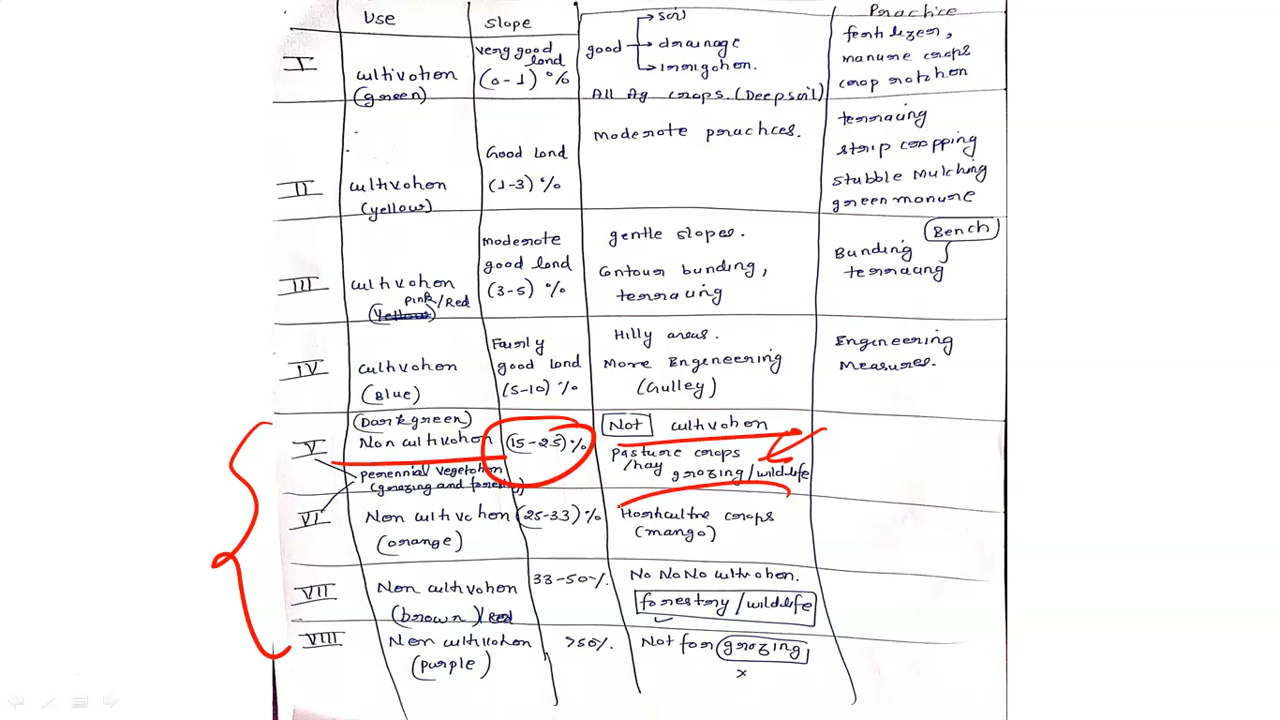 Use
Slope
Practice
I
cultivation
(green)
very good
land
(0-1) %
good
soil
drainage
irrigation.
All Ag crops. (Deep soil)
fertilizer,
manure crops
crop rotation
II
cultivation
(yellow)
Good land
(1-3) %
Moderate practices.
terracing
strip cropping
stubble Mulching
green manure
III
cultivation
pink/Red
(Yellow)
moderate
good land
(3-5) %
gentle slopes.
Contour bunding,
terracing
Bench
Bunding
terracing
IV
cultivation
(Blue)
Fairly
good land
(5-10) %
Hilly areas.
More Engeneering
(Gulley)
Engeneering
Measures.
V
(Dark green)
Non cultivation
perennial vegetation
(grazing and forestry)
(15-25) %
Not cultivation
Pasture crops
/hay grazing/wildlife
VI
Non cultivation
(orange)
(25-33) %
Horticultre crops
(mango)
VII
Non cultivation
(brown)/Red
33-50%.
No No No cultivation.
forestory/wildlife
VIII
Non cultivation
(purple)
>50%.
Not for grazing
x